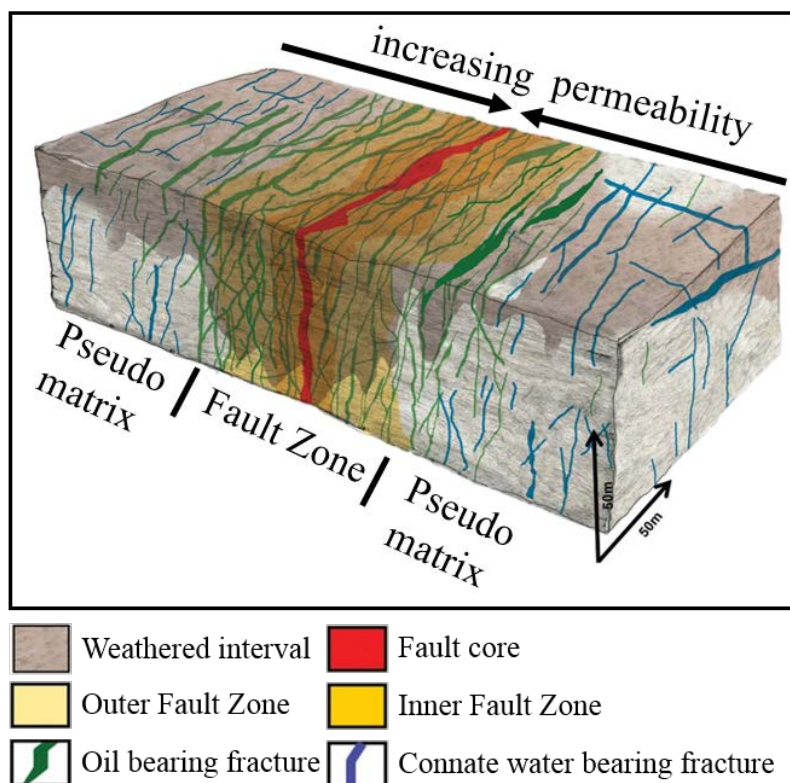 increasing permeability
Pseudo
matrix
Fault Zone
Pseudo
matrix
50m
50m
Weathered interval
Fault core
Outer Fault Zone
Inner Fault Zone
Oil bearing fracture
Connate water bearing fracture